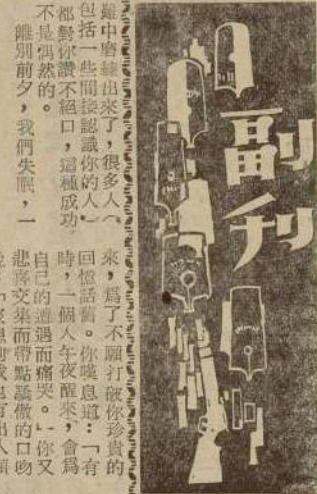 副刊
難中磨練出來了，很多人（
包括一些間接認識你的人）
都對你讚不絕口，這種成功
不是偶然的。
離別前夕，我們失眠，一
來，爲了不願打破你珍貴的
回憶話舊。你嘆息道：「有
時，一個人午夜醒來，會爲
自己的遭遇而痛哭。」你又
悲喜交集而帶點驕傲的口吻